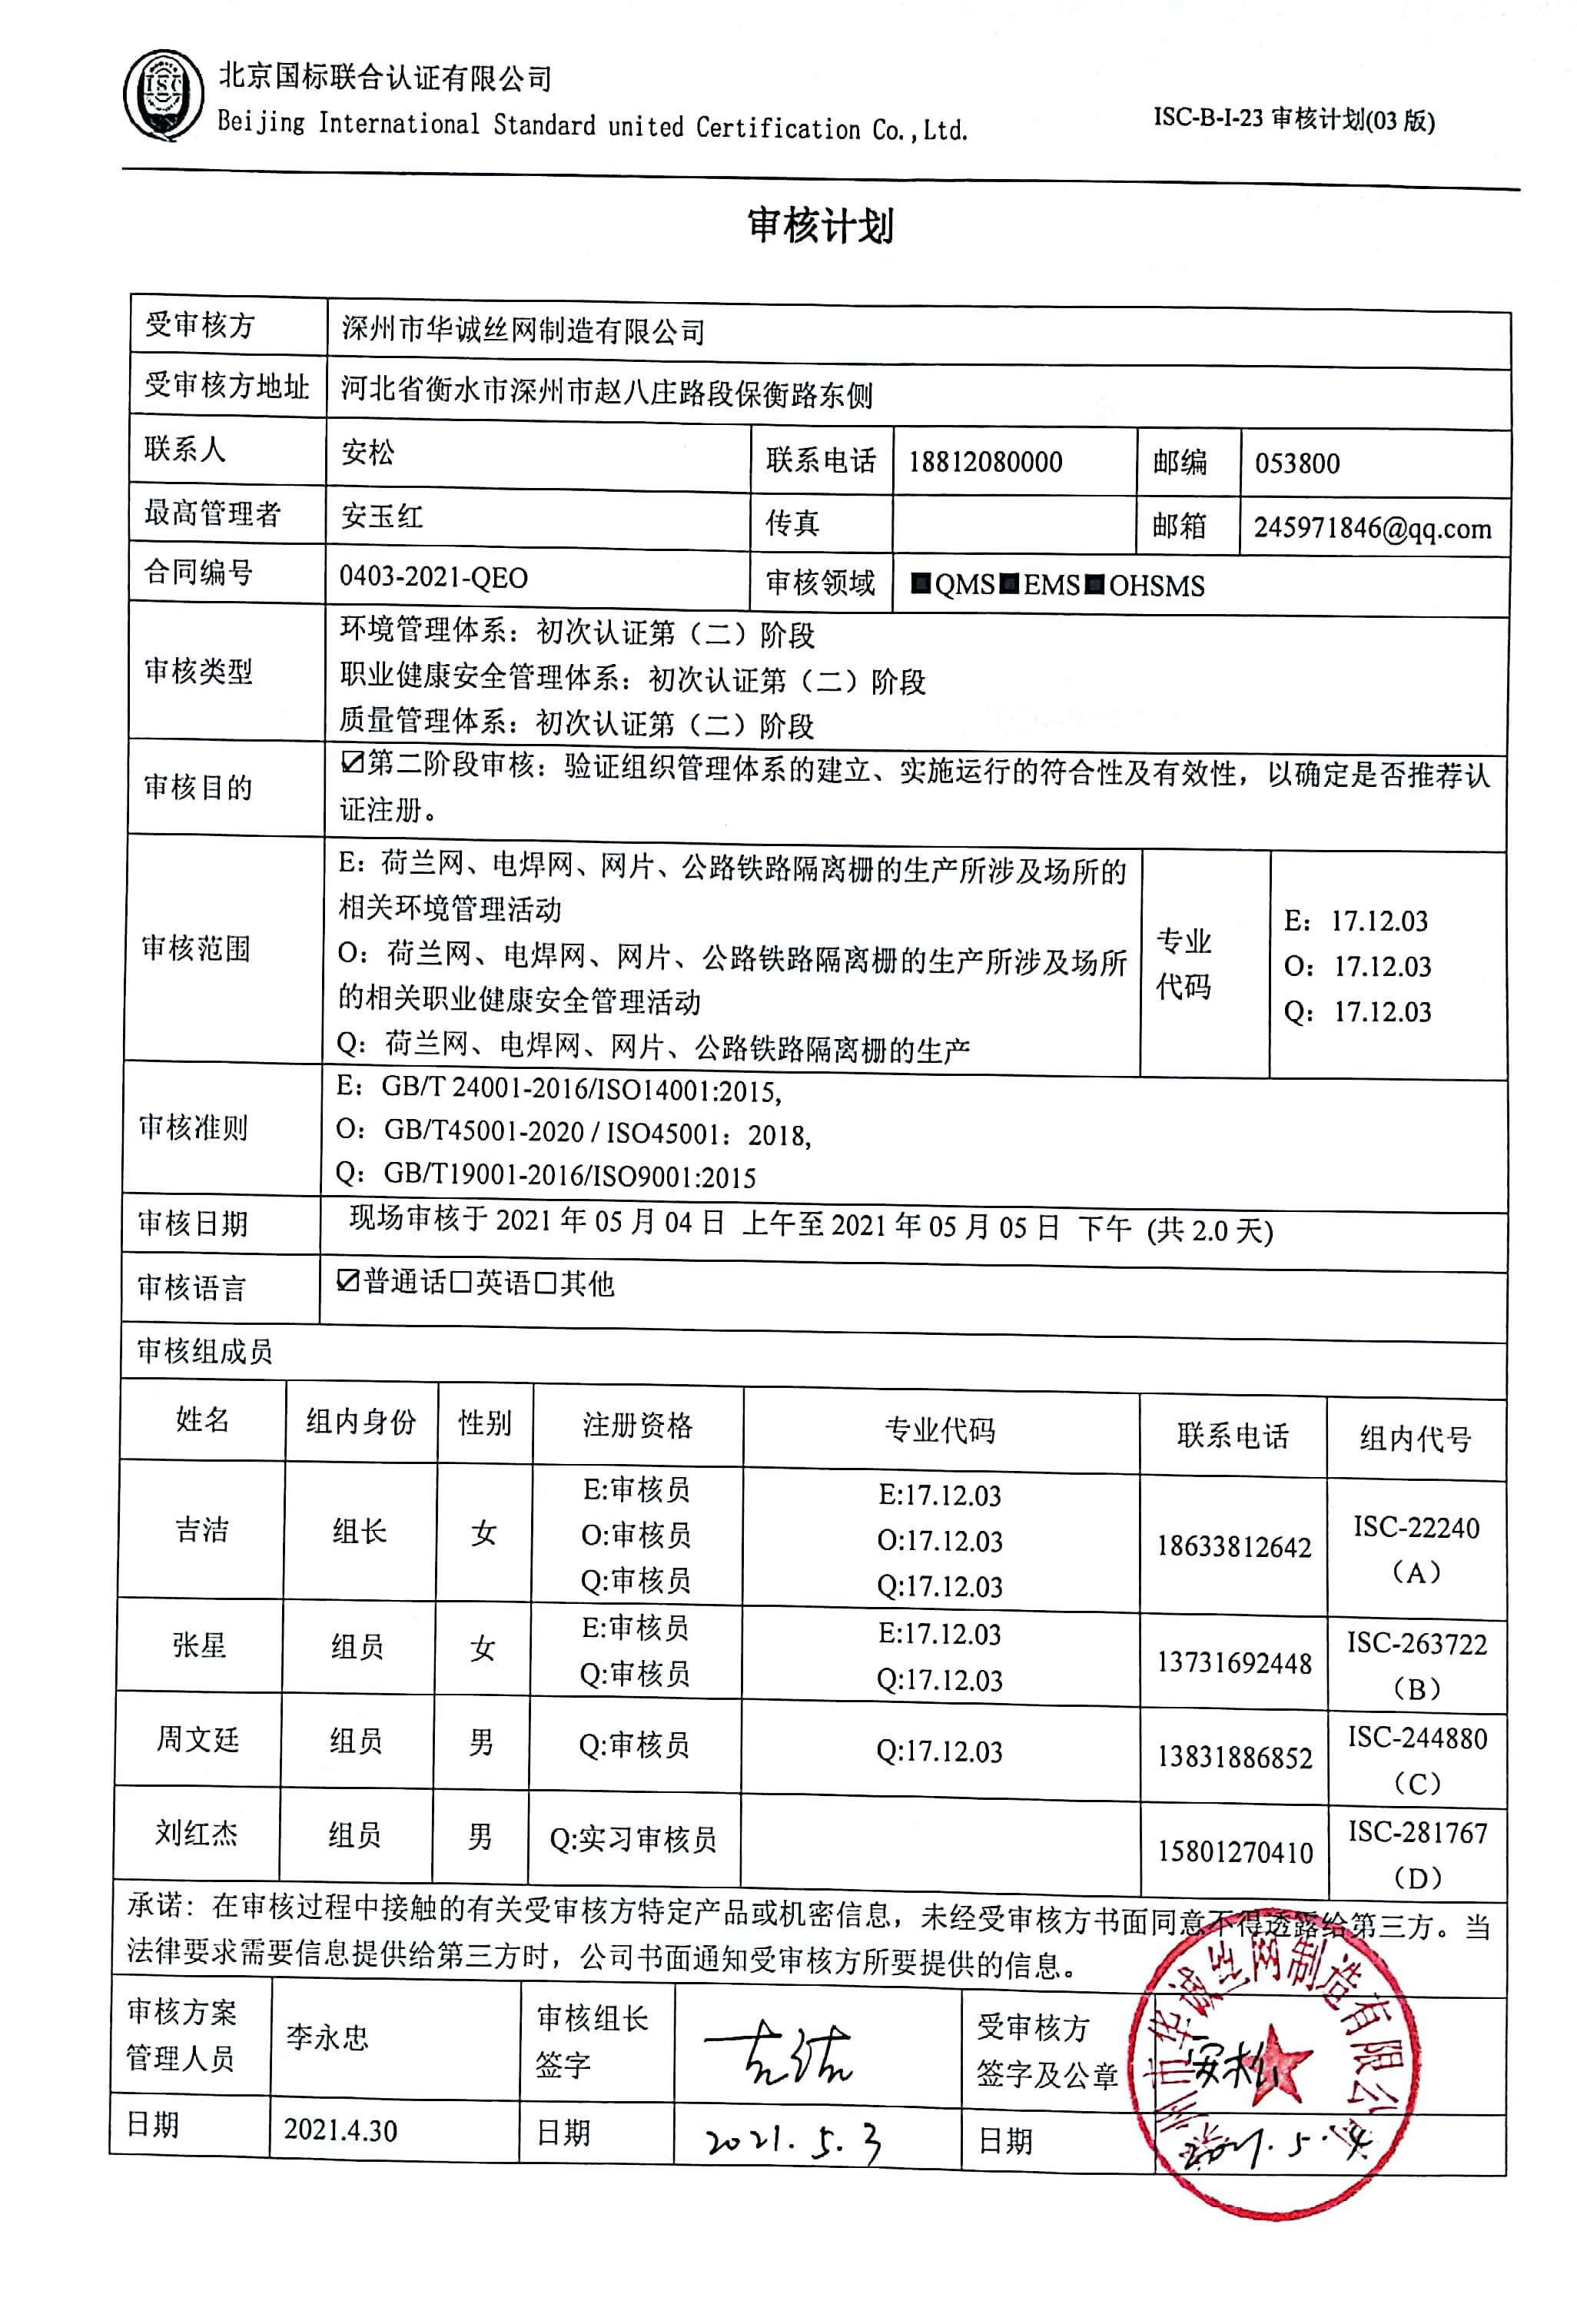 ISC
北京国标联合认证有限公司
Beijing International Standard united Certification Co.,Ltd.
ISC-B-I-23 审核计划(03 版)
审核计划
受审核方 深州市华诚丝网制造有限公司
受审核方地址 河北省衡水市深州市赵八庄路段保衡路东侧
联系人 安松 联系电话 18812080000 邮编 053800
最高管理者 安玉红 传真 邮箱 245971846@qq.com
合同编号 0403-2021-QEO 审核领域 ■QMS■EMS■OHSMS
审核类型
环境管理体系：初次认证第（二）阶段
职业健康安全管理体系：初次认证第（二）阶段
质量管理体系：初次认证第（二）阶段
审核目的
☑第二阶段审核：验证组织管理体系的建立、实施运行的符合性及有效性，以确定是否推荐认
证注册。
审核范围
E：荷兰网、电焊网、网片、公路铁路隔离栅的生产所涉及场所的
相关环境管理活动
O：荷兰网、电焊网、网片、公路铁路隔离栅的生产所涉及场所
的相关职业健康安全管理活动
Q：荷兰网、电焊网、网片、公路铁路隔离栅的生产
专业
代码
E：17.12.03
O：17.12.03
Q：17.12.03
审核准则
E：GB/T 24001-2016/ISO14001:2015,
O：GB/T45001-2020 / ISO45001：2018,
Q：GB/T19001-2016/ISO9001:2015
审核日期 现场审核于 2021 年 05 月 04 日 上午至 2021 年 05 月 05 日 下午 (共 2.0 天)
审核语言 ☑普通话□英语□其他
审核组成员
姓名 组内身份 性别 注册资格 专业代码 联系电话 组内代号
吉洁 组长 女
E:审核员
O:审核员
Q:审核员
E:17.12.03
O:17.12.03
Q:17.12.03
18633812642
ISC-22240
（A）
张星 组员 女
E:审核员
Q:审核员
E:17.12.03
Q:17.12.03
13731692448
ISC-263722
（B）
周文廷 组员 男 Q:审核员 Q:17.12.03 13831886852
ISC-244880
（C）
刘红杰 组员 男 Q:实习审核员 15801270410
ISC-281767
（D）
承诺：在审核过程中接触的有关受审核方特定产品或机密信息，未经受审核方书面同意不得透露给第三方。当
法律要求需要信息提供给第三方时，公司书面通知受审核方所要提供的信息。
审核方案
管理人员
李永忠
审核组长
签字
吉洁
受审核方
签字及公章
安松
深州市华诚丝网制造有限公司
日期 2021.4.30 日期 2021.5.3 日期 2021.5.4